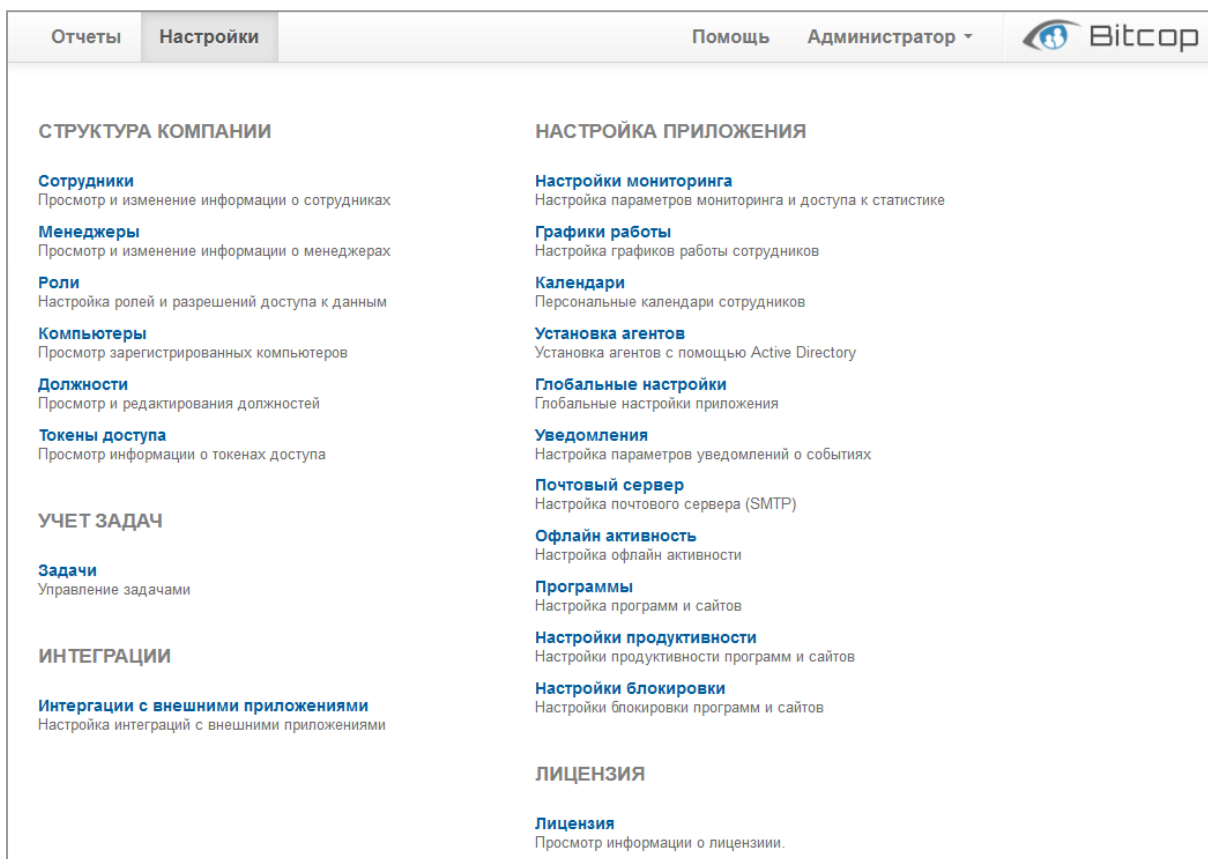 Отчеты Настройки Помощь Администратор Bitcop
СТРУКТУРА КОМПАНИИ
Сотрудники
Просмотр и изменение информации о сотрудниках
Менеджеры
Просмотр и изменение информации о менеджерах
Роли
Настройка ролей и разрешений доступа к данным
Компьютеры
Просмотр зарегистрированных компьютеров
Должности
Просмотр и редактирования должностей
Токены доступа
Просмотр информации о токенах доступа
УЧЕТ ЗАДАЧ
Задачи
Управление задачами
ИНТЕГРАЦИИ
Интергации с внешними приложениями
Настройка интеграций с внешними приложениями
НАСТРОЙКА ПРИЛОЖЕНИЯ
Настройки мониторинга
Настройка параметров мониторинга и доступа к статистике
Графики работы
Настройка графиков работы сотрудников
Календари
Персональные календари сотрудников
Установка агентов
Установка агентов с помощью Active Directory
Глобальные настройки
Глобальные настройки приложения
Уведомления
Настройка параметров уведомлений о событиях
Почтовый сервер
Настройка почтового сервера (SMTP)
Офлайн активность
Настройка офлайн активности
Программы
Настройка программ и сайтов
Настройки продуктивности
Настройки продуктивности программ и сайтов
Настройки блокировки
Настройки блокировки программ и сайтов
ЛИЦЕНЗИЯ
Лицензия
Просмотр информации о лицензиии.